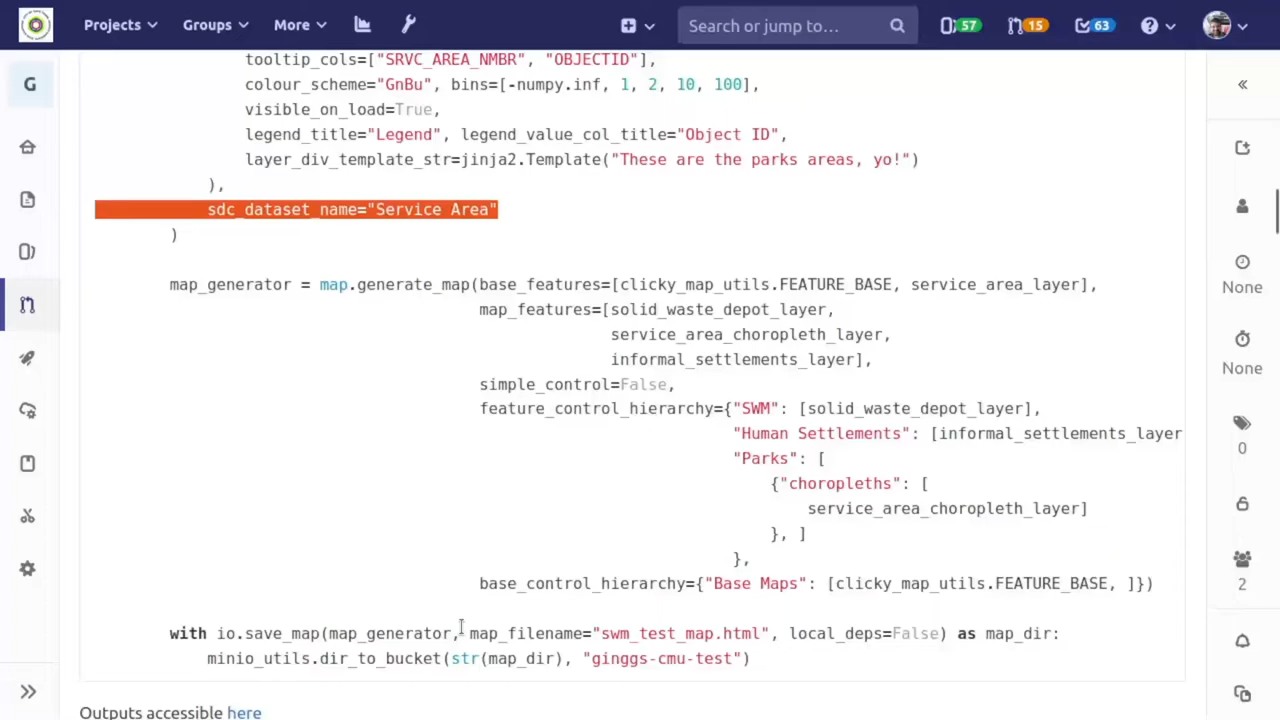 Projects Groups More Search or jump to... 57 15 63
G
tooltip_cols=["SRVC_AREA_NMBR", "OBJECTID"],
colour_scheme="GnBu", bins=[-numpy.inf, 1, 2, 10, 100],
visible_on_load=True,
legend_title="Legend", legend_value_col_title="Object ID",
layer_div_template_str=jinja2.Template("These are the parks areas, yo!")
),
sdc_dataset_name="Service Area"
)
map_generator = map.generate_map(base_features=[clicky_map_utils.FEATURE_BASE, service_area_layer],
map_features=[solid_waste_depot_layer,
service_area_choropleth_layer,
informal_settlements_layer],
simple_control=False,
feature_control_hierarchy={"SWM": [solid_waste_depot_layer],
"Human Settlements": [informal_settlements_layer
"Parks": [
{"choropleths": [
service_area_choropleth_layer]
}, ]
},
base_control_hierarchy={"Base Maps": [clicky_map_utils.FEATURE_BASE, ]})
with io.save_map(map_generator, map_filename="swm_test_map.html", local_deps=False) as map_dir:
minio_utils.dir_to_bucket(str(map_dir), "ginggs-cmu-test")
Outputs accessible here
None
None
0
2